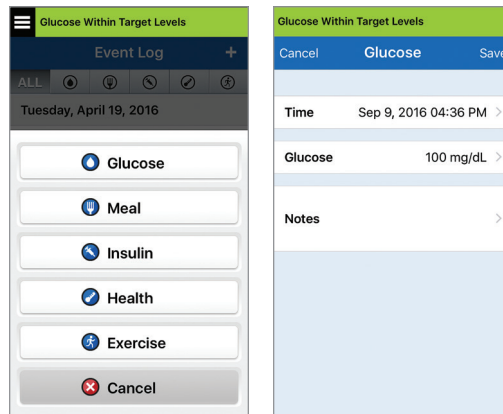 Glucose Within Target Levels
Event Log +
ALL
Tuesday, April 19, 2016
Glucose
Meal
Insulin
Health
Exercise
Cancel
Glucose Within Target Levels
Cancel Glucose Save
Time Sep 9, 2016 04:36 PM >
Glucose 100 mg/dL >
Notes >